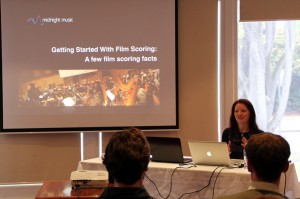 midnight music
Getting Started With Film Scoring:
A few film scoring facts